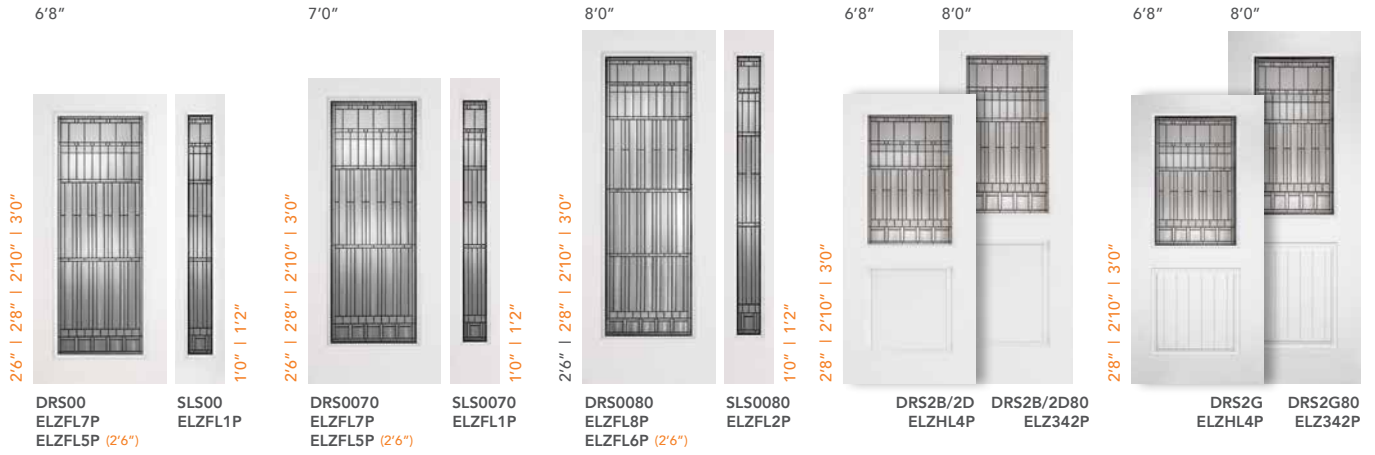 6'8"
7'0"
8'0"
6'8" 8'0"
6'8" 8'0"
2'6" | 2'8" | 2'10" | 3'0"
1'0" | 1'2"
2'6" | 2'8" | 2'10" | 3'0"
1'0" | 1'2"
2'6" | 2'8" | 2'10" | 3'0"
1'0" | 1'2"
2'8" | 2'10" | 3'0"
2'8" | 2'10" | 3'0"
DRS00
ELZFL7P
ELZFL5P (2'6")
SLS00
ELZFL1P
DRS0070
ELZFL7P
ELZFL5P (2'6")
SLS0070
ELZFL1P
DRS0080
ELZFL8P
ELZFL6P (2'6")
SLS0080
ELZFL2P
DRS2B/2D
ELZHL4P
DRS2B/2D80
ELZ342P
DRS2G
ELZHL4P
DRS2G80
ELZ342P